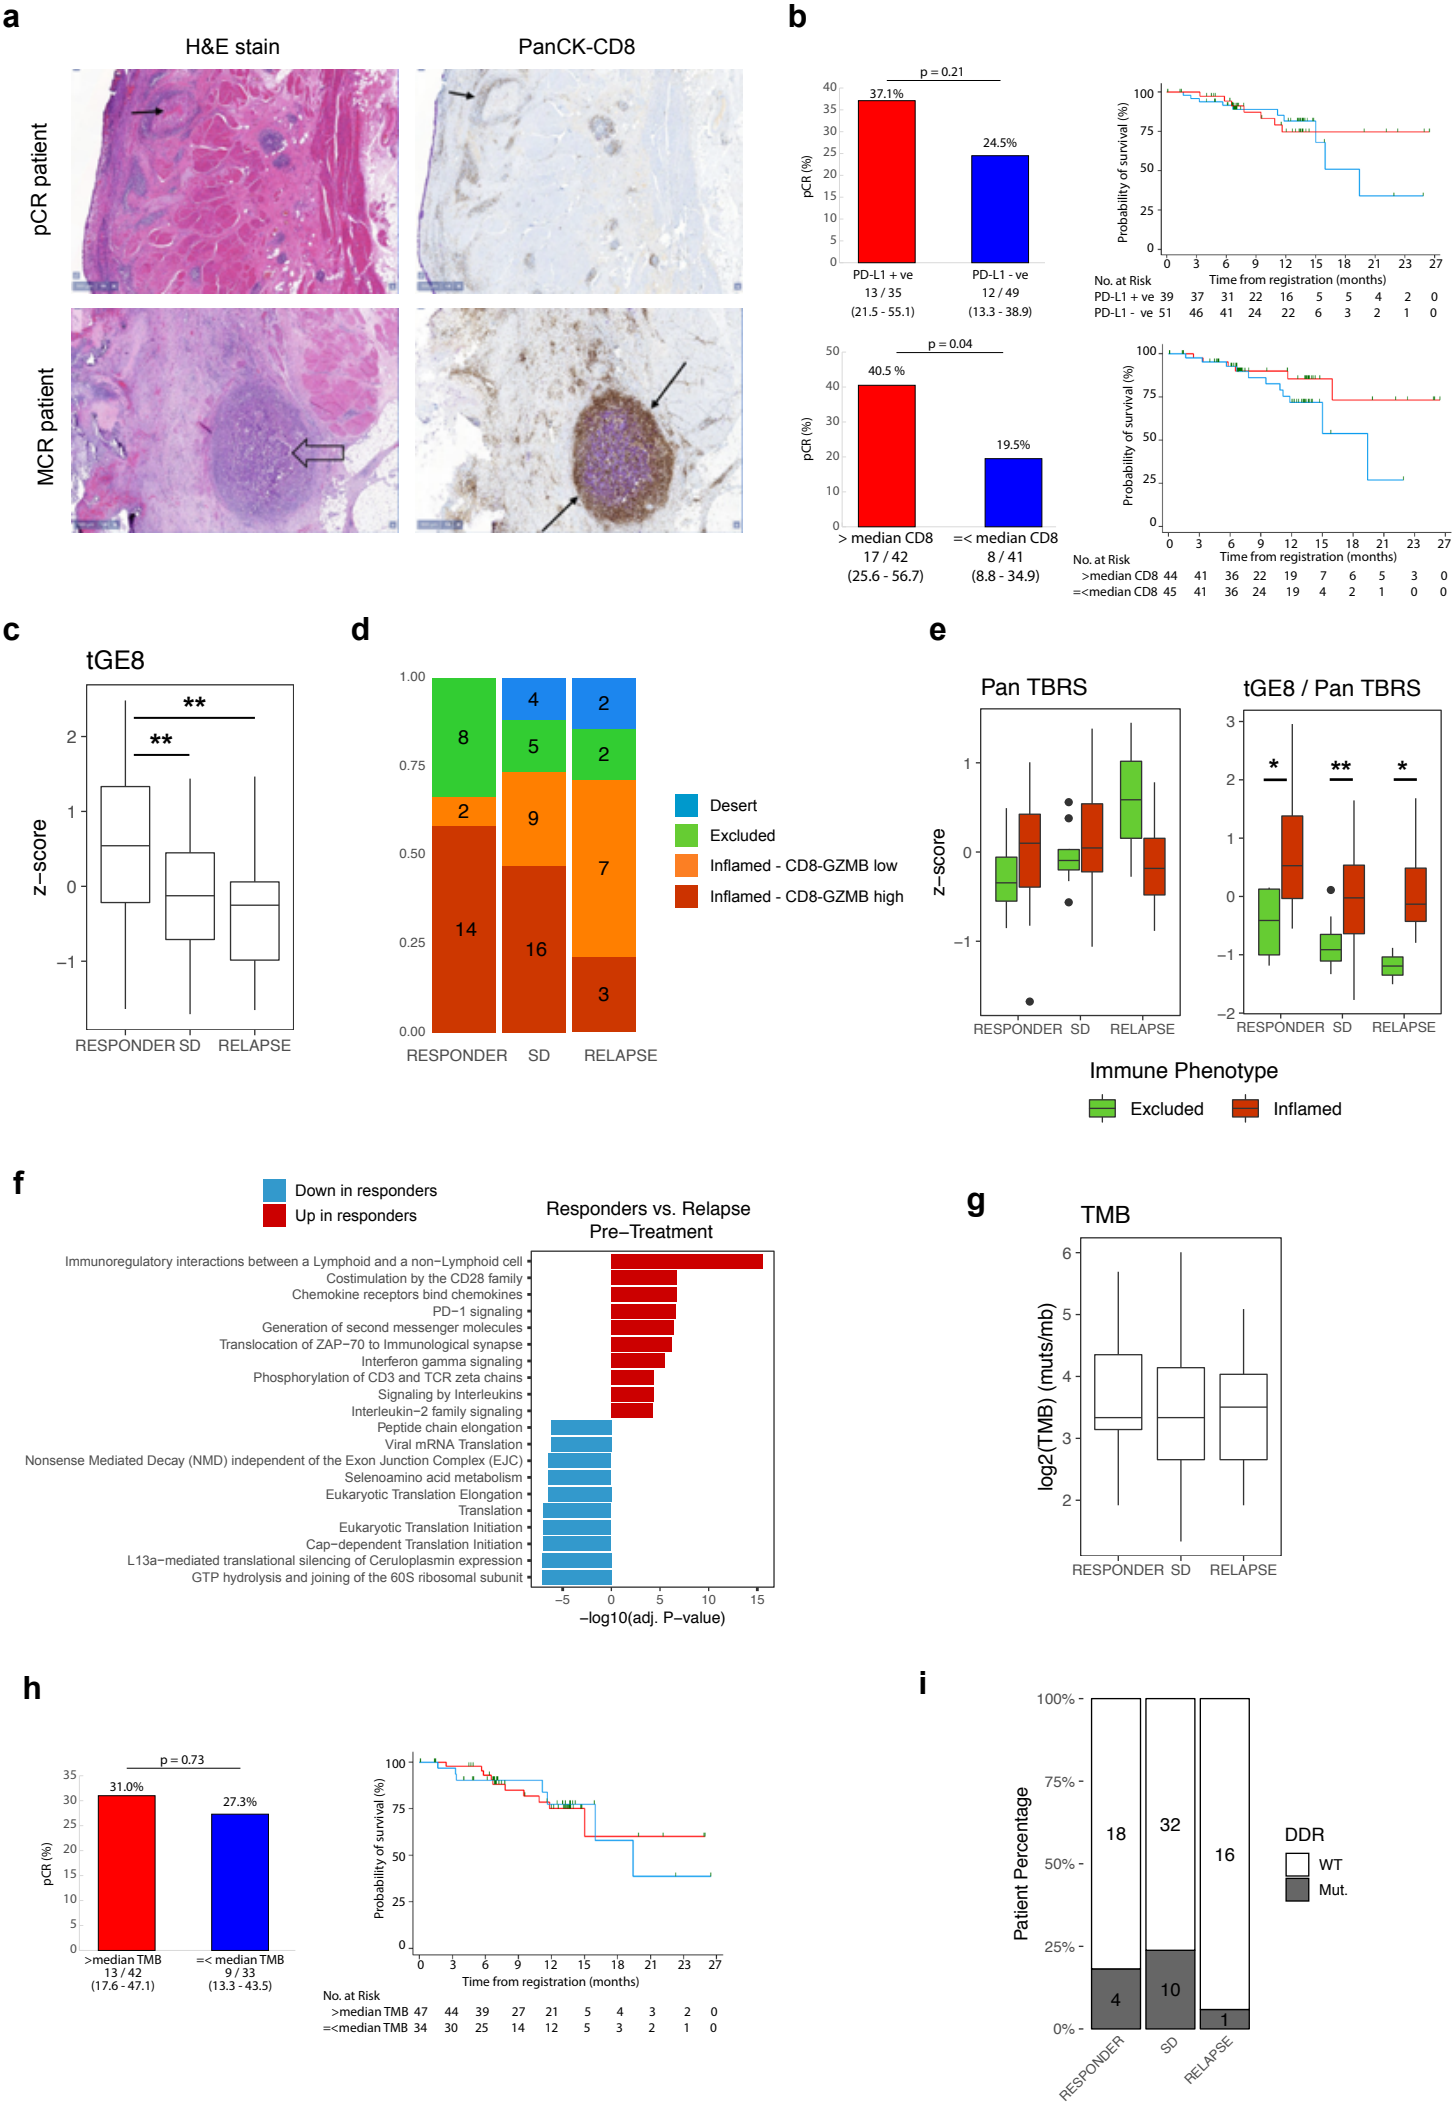 a
H&E stain
PanCK-CD8
pCR patient
MCR patient
b
p = 0.21
40
35
30
25
20
15
10
5
0
pCR (%)
37.1%
24.5%
PD-L1 + ve
PD-L1 - ve
13 / 35
12 / 49
(21.5 - 55.1)
(13.3 - 38.9)
100
75
50
25
0
Probability of survival (%)
0 3 6 9 12 15 18 21 23 27
Time from registration (months)
No. at Risk
PD-L1 + ve 39 37 31 22 16 5 5 4 2 0
PD-L1 - ve 51 46 41 24 22 6 3 2 1 0
p = 0.04
50
40
30
20
10
0
pCR (%)
40.5 %
19.5%
> median CD8
=< median CD8
17 / 42
8 / 41
(25.6 - 56.7)
(8.8 - 34.9)
100
75
50
25
0
Probability of survival (%)
0 3 6 9 12 15 18 21 23 27
Time from registration (months)
No. at Risk
>median CD8 44 41 36 22 19 7 6 5 3 0
=<median CD8 45 41 36 24 19 4 2 1 0 0
c
tGE8
z−score
2
1
0
−1
**
**
RESPONDER SD RELAPSE
d
1.00
0.75
0.50
0.25
0.00
8
2
14
4
5
9
16
2
2
7
3
RESPONDER SD RELAPSE
Desert
Excluded
Inflamed - CD8-GZMB low
Inflamed - CD8-GZMB high
e
Pan TBRS
z−score
1
0
−1
RESPONDER SD RELAPSE
tGE8 / Pan TBRS
3
2
1
0
−1
−2
*
**
*
RESPONDER SD RELAPSE
Immune Phenotype
Excluded
Inflamed
f
Down in responders
Up in responders
Responders vs. Relapse
Pre−Treatment
Immunoregulatory interactions between a Lymphoid and a non−Lymphoid cell
Costimulation by the CD28 family
Chemokine receptors bind chemokines
PD−1 signaling
Generation of second messenger molecules
Translocation of ZAP−70 to Immunological synapse
Interferon gamma signaling
Phosphorylation of CD3 and TCR zeta chains
Signaling by Interleukins
Interleukin−2 family signaling
Peptide chain elongation
Viral mRNA Translation
Nonsense Mediated Decay (NMD) independent of the Exon Junction Complex (EJC)
Selenoamino acid metabolism
Eukaryotic Translation Elongation
Translation
Eukaryotic Translation Initiation
Cap−dependent Translation Initiation
L13a−mediated translational silencing of Ceruloplasmin expression
GTP hydrolysis and joining of the 60S ribosomal subunit
−5 0 5 10 15
−log10(adj. P−value)
g
TMB
log2(TMB) (muts/mb)
6
5
4
3
2
RESPONDER SD RELAPSE
h
p = 0.73
35
30
25
20
15
10
5
0
pCR (%)
31.0%
27.3%
>median TMB
=< median TMB
13 / 42
9 / 33
(17.6 - 47.1)
(13.3 - 43.5)
100
75
50
25
0
Probability of survival (%)
0 3 6 9 12 15 18 21 23 27
Time from registration (months)
No. at Risk
>median TMB 47 44 39 27 21 5 4 3 2 0
=<median TMB 34 30 25 14 12 5 3 2 1 0
i
Patient Percentage
100%
75%
50%
25%
0%
18
4
32
10
16
1
RESPONDER
SD
RELAPSE
DDR
WT
Mut.